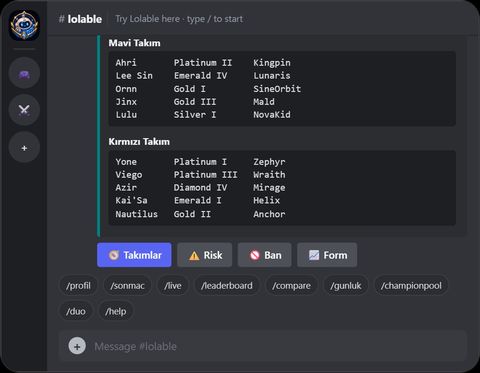 # lolable Try Lolable here · type / to start
Mavi Takım
Ahri Platinum II Kingpin
Lee Sin Emerald IV Lunaris
Ornn Gold I SineOrbit
Jinx Gold III Mald
Lulu Silver I NovaKid
Kırmızı Takım
Yone Platinum I Zephyr
Viego Platinum III Wraith
Azir Diamond IV Mirage
Kai'Sa Emerald I Helix
Nautilus Gold II Anchor
Takımlar Risk Ban Form
/profil /sonmac /live /leaderboard /compare /gunluk /championpool
/duo /help
+ Message #lolable